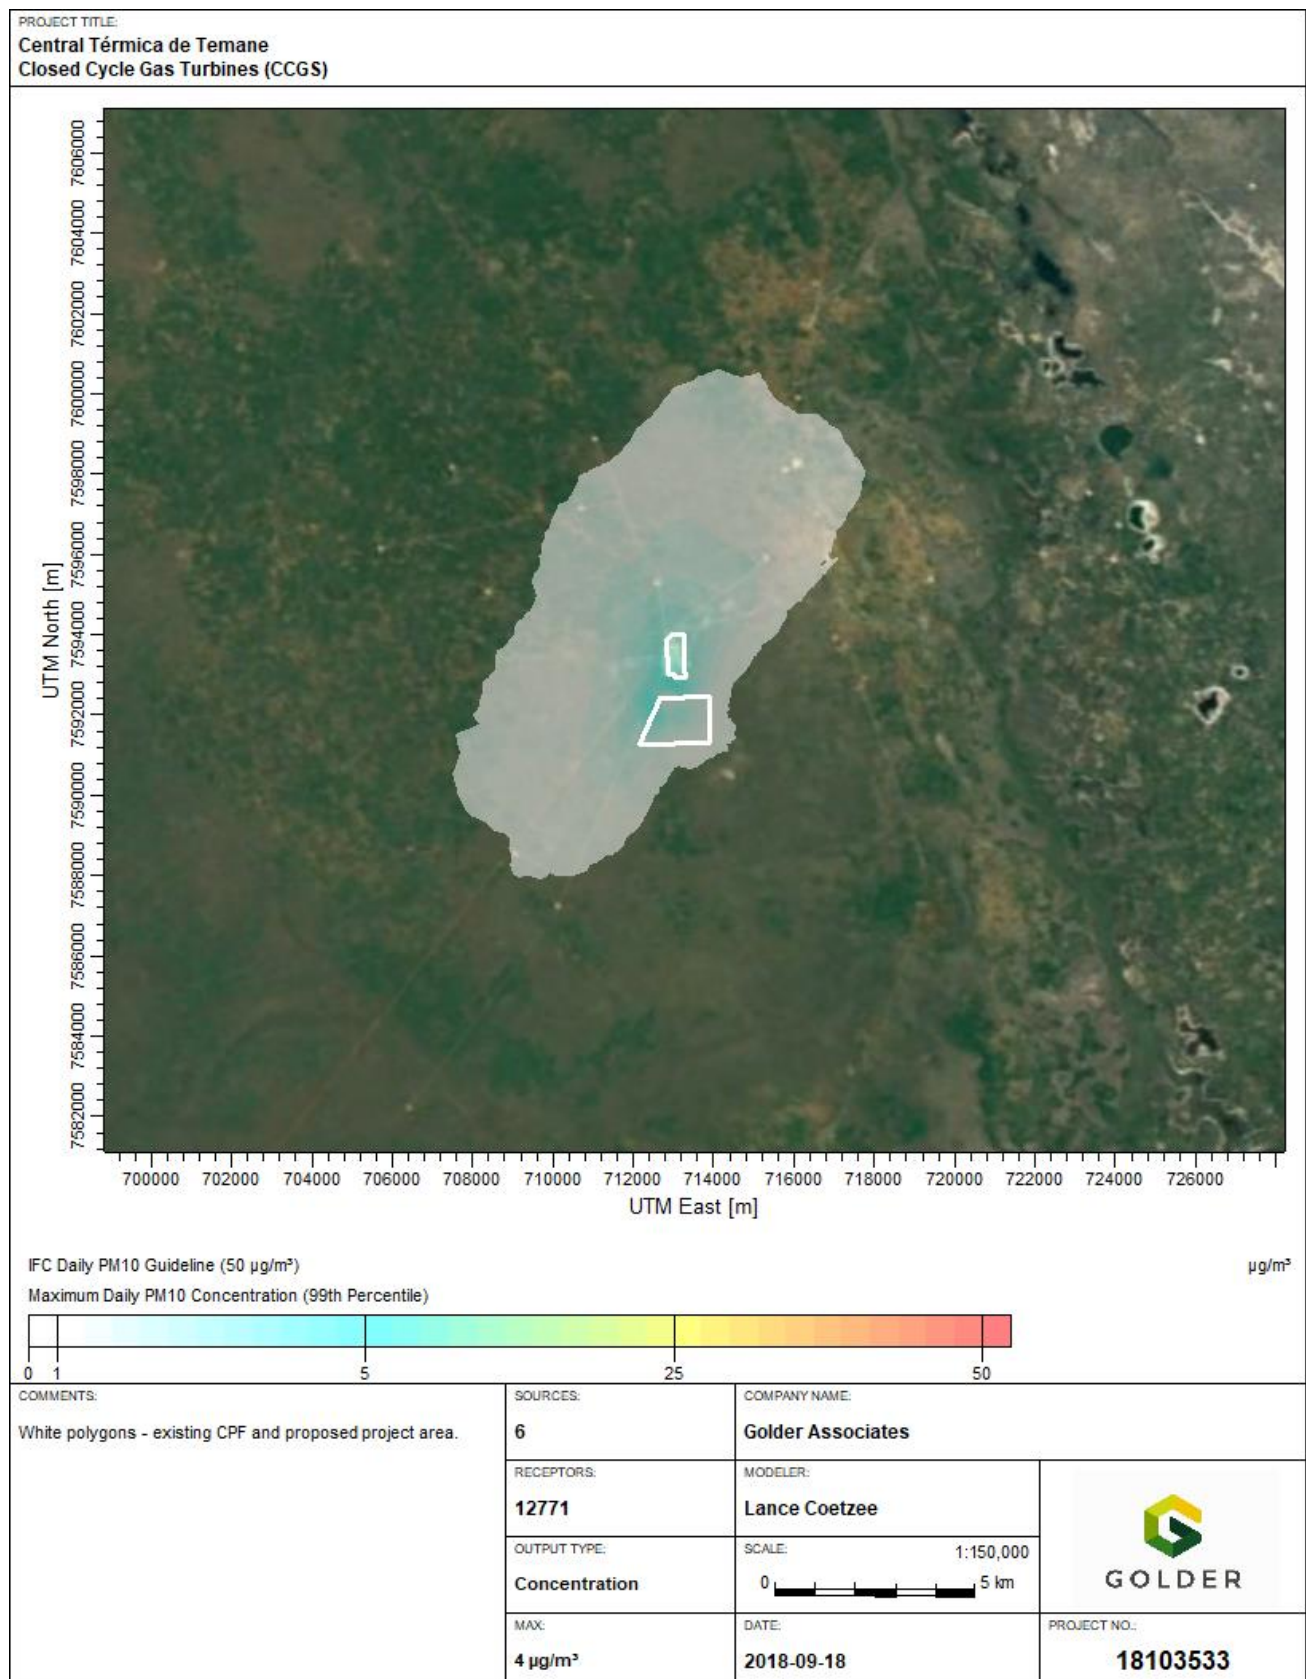 PROJECT TITLE:
Central Térmica de Temane
Closed Cycle Gas Turbines (CCGS)
UTM North [m]
7606000
7604000
7602000
7600000
7598000
7596000
7594000
7592000
7590000
7588000
7586000
7584000
7582000
700000 702000 704000 706000 708000 710000 712000 714000 716000 718000 720000 722000 724000 726000
UTM East [m]
IFC Daily PM10 Guideline (50 µg/m³) µg/m³
Maximum Daily PM10 Concentration (99th Percentile)
0 1 5 25 50
COMMENTS:
White polygons - existing CPF and proposed project area.
SOURCES:
6
COMPANY NAME:
Golder Associates
RECEPTORS:
12771
MODELER:
Lance Coetzee
OUTPUT TYPE:
Concentration
SCALE: 1:150,000
0 5 km
GOLDER
MAX:
4 µg/m³
DATE:
2018-09-18
PROJECT NO.:
18103533